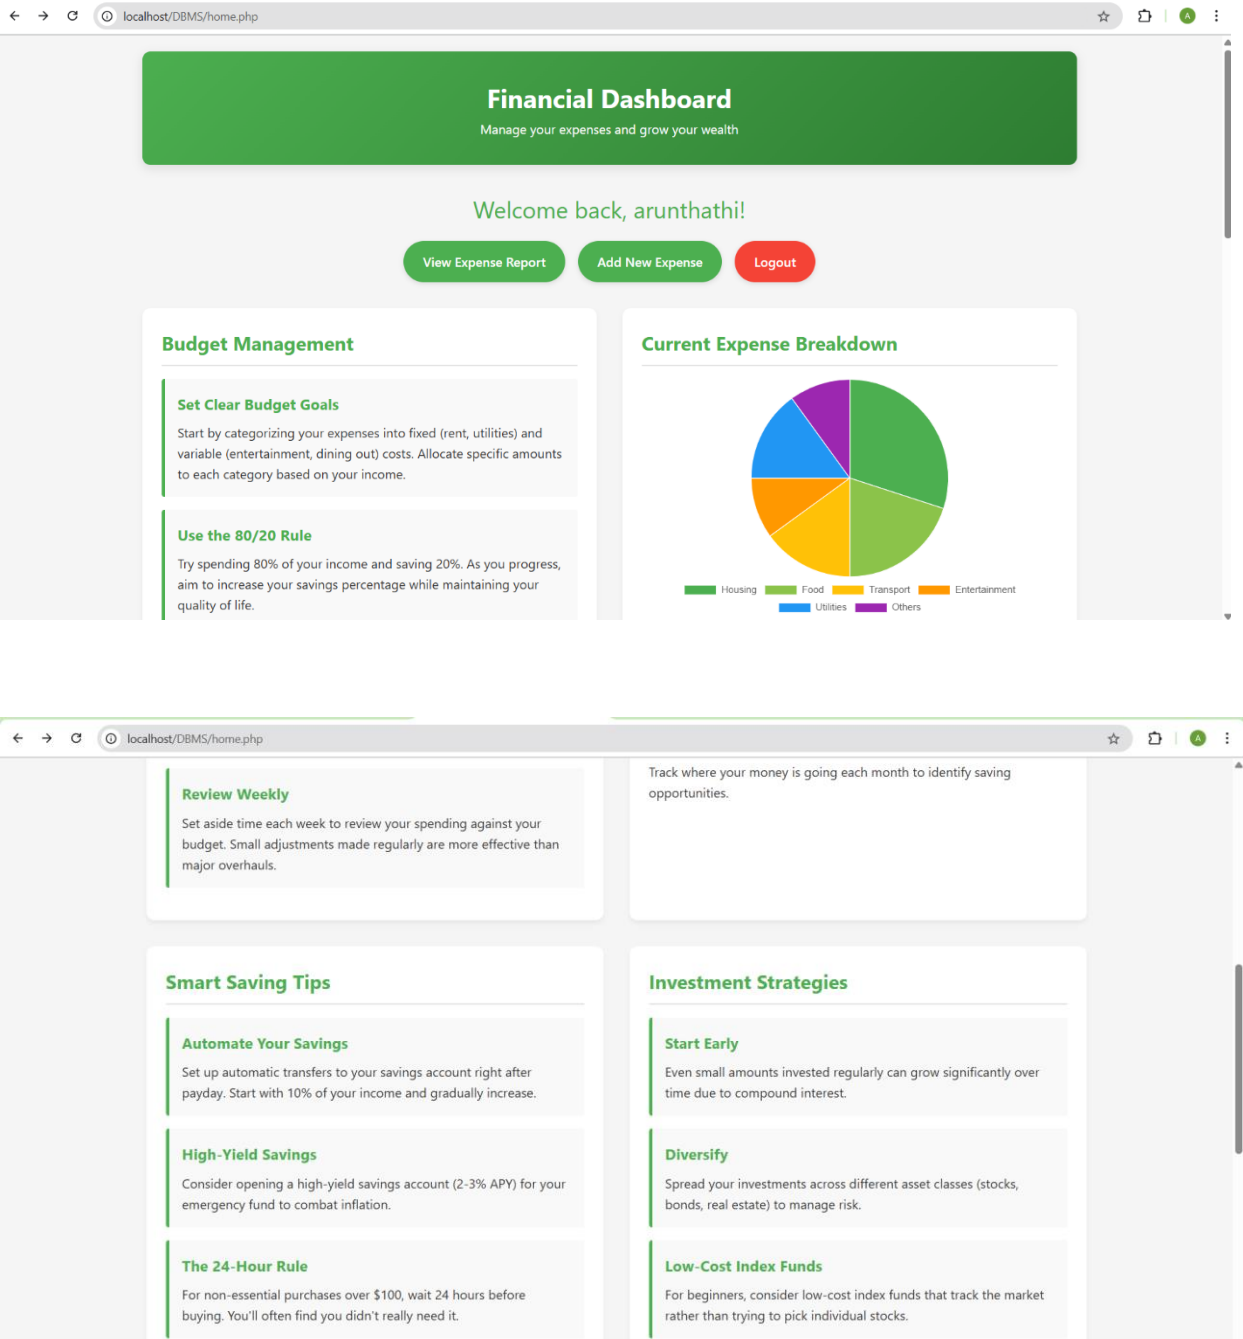 localhost/DBMS/home.php
A
Financial Dashboard
Manage your expenses and grow your wealth
Welcome back, arunthathi!
View Expense Report
Add New Expense
Logout
Budget Management
Set Clear Budget Goals
Start by categorizing your expenses into fixed (rent, utilities) and
variable (entertainment, dining out) costs. Allocate specific amounts
to each category based on your income.
Use the 80/20 Rule
Try spending 80% of your income and saving 20%. As you progress,
aim to increase your savings percentage while maintaining your
quality of life.
Current Expense Breakdown
Housing Food Transport Entertainment
Utilities Others
localhost/DBMS/home.php
A
Review Weekly
Set aside time each week to review your spending against your
budget. Small adjustments made regularly are more effective than
major overhauls.
Track where your money is going each month to identify saving
opportunities.
Smart Saving Tips
Automate Your Savings
Set up automatic transfers to your savings account right after
payday. Start with 10% of your income and gradually increase.
High-Yield Savings
Consider opening a high-yield savings account (2-3% APY) for your
emergency fund to combat inflation.
The 24-Hour Rule
For non-essential purchases over $100, wait 24 hours before
buying. You'll often find you didn't really need it.
Investment Strategies
Start Early
Even small amounts invested regularly can grow significantly over
time due to compound interest.
Diversify
Spread your investments across different asset classes (stocks,
bonds, real estate) to manage risk.
Low-Cost Index Funds
For beginners, consider low-cost index funds that track the market
rather than trying to pick individual stocks.